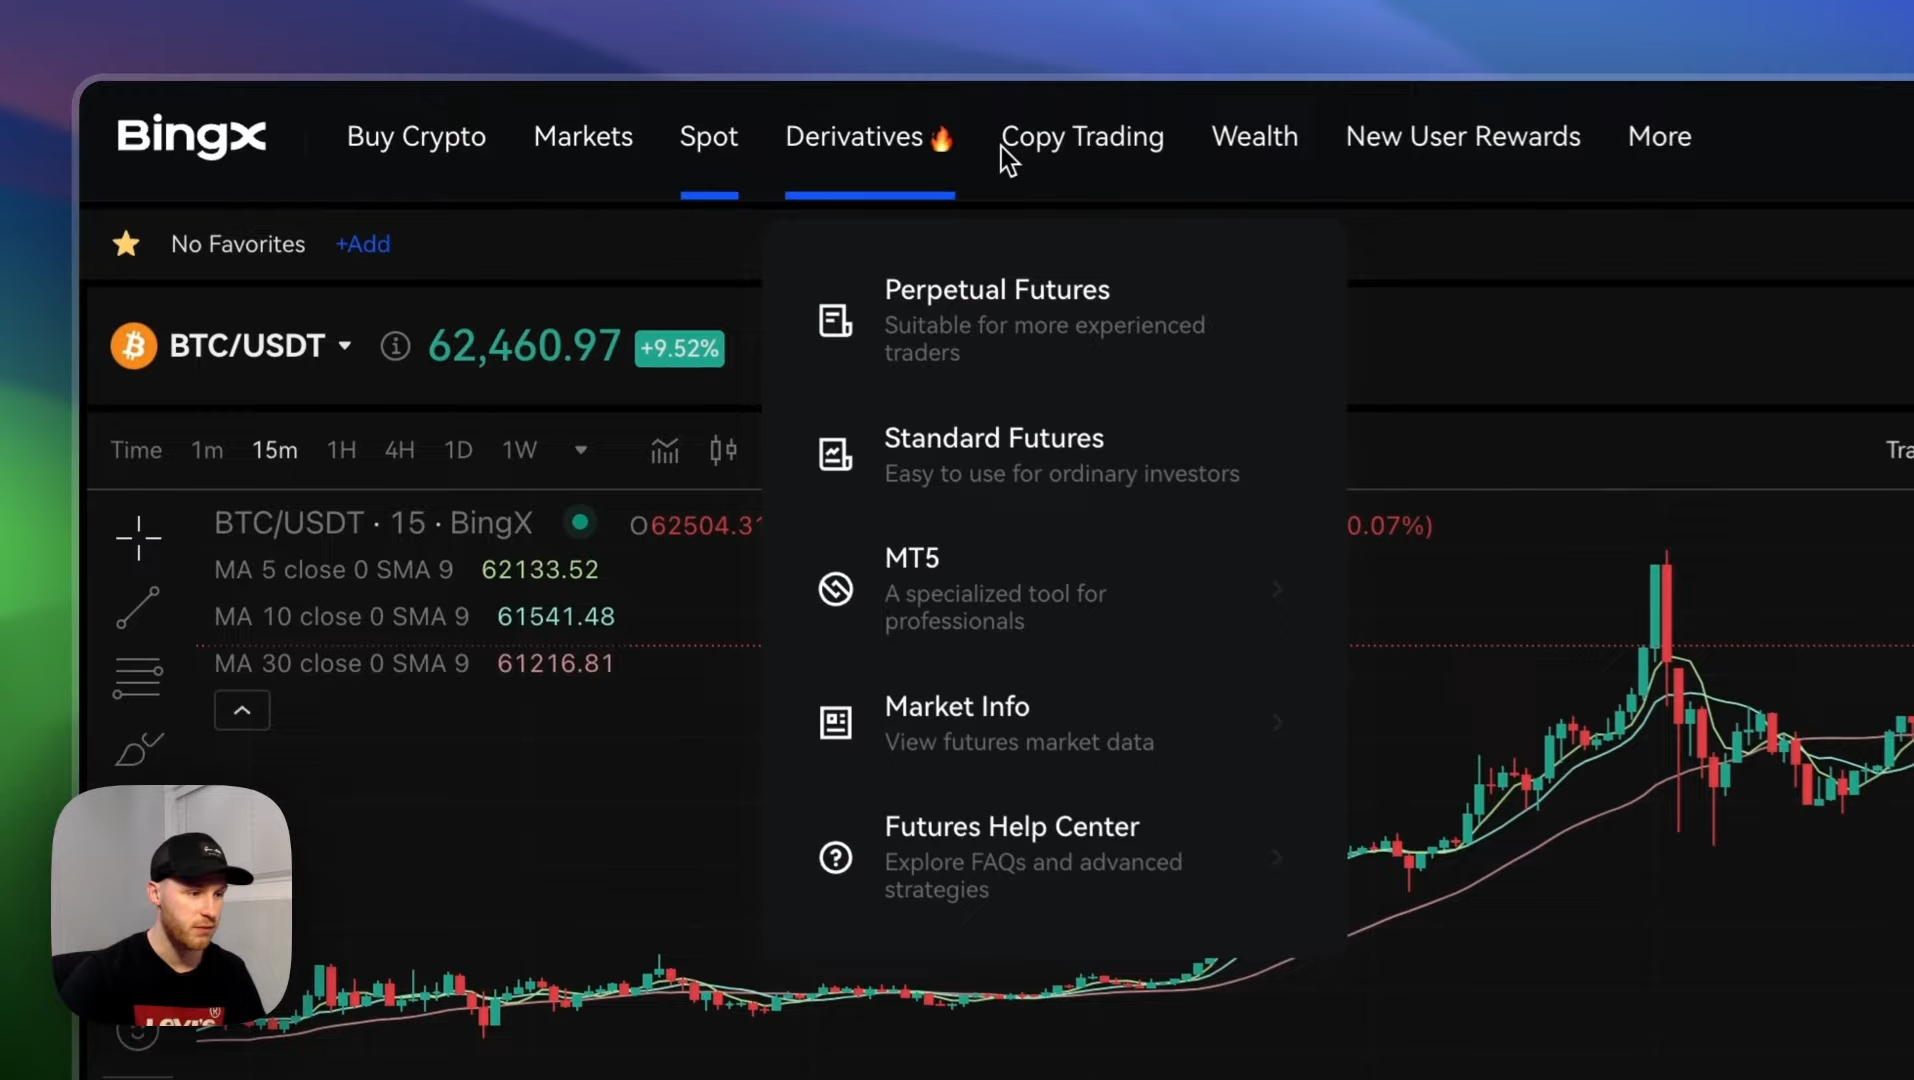 BingX
Buy Crypto Markets Spot Derivatives Copy Trading Wealth New User Rewards More
No Favorites +Add
BTC/USDT 62,460.97 +9.52%
Perpetual Futures
Suitable for more experienced
traders
Time 1m 15m 1H 4H 1D 1W
Standard Futures
Easy to use for ordinary investors
BTC/USDT · 15 · BingX O62504.31 0.07%)
MA 5 close 0 SMA 9 62133.52
MA 10 close 0 SMA 9 61541.48
MA 30 close 0 SMA 9 61216.81
MT5
A specialized tool for
professionals
Market Info
View futures market data
Futures Help Center
Explore FAQs and advanced
strategies